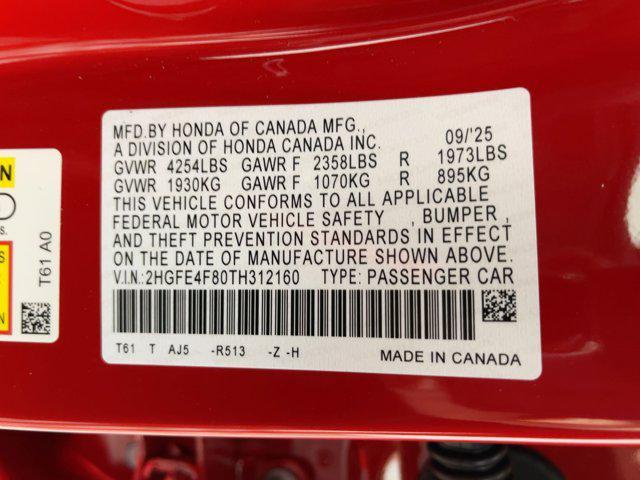 MFD.BY HONDA OF CANADA MFG.,
A DIVISION OF HONDA CANADA INC. 09/'25
GVWR 4254LBS GAWR F 2358LBS R 1973LBS
GVWR 1930KG GAWR F 1070KG R 895KG
THIS VEHICLE CONFORMS TO ALL APPLICABLE
FEDERAL MOTOR VEHICLE SAFETY , BUMPER ,
AND THEFT PREVENTION STANDARDS IN EFFECT
ON THE DATE OF MANUFACTURE SHOWN ABOVE.
V.I.N: 2HGFE4F80TH312160 TYPE: PASSENGER CAR
T61 T AJ5 -R513 -Z -H
MADE IN CANADA
T61 A0